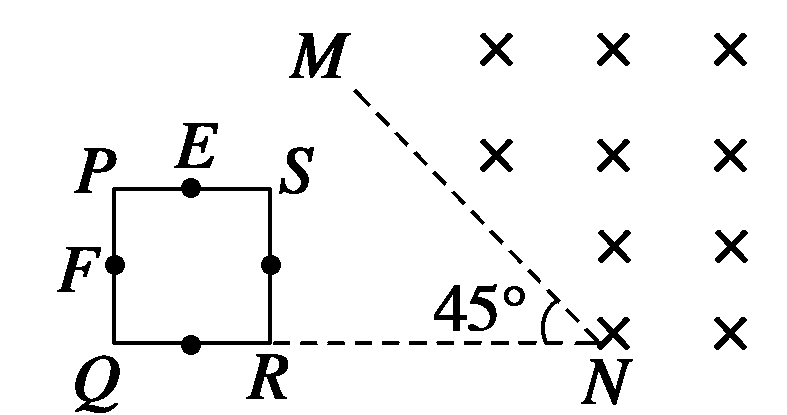 M × × ×
E × × ×
P S
F × ×
45° × ×
Q R N